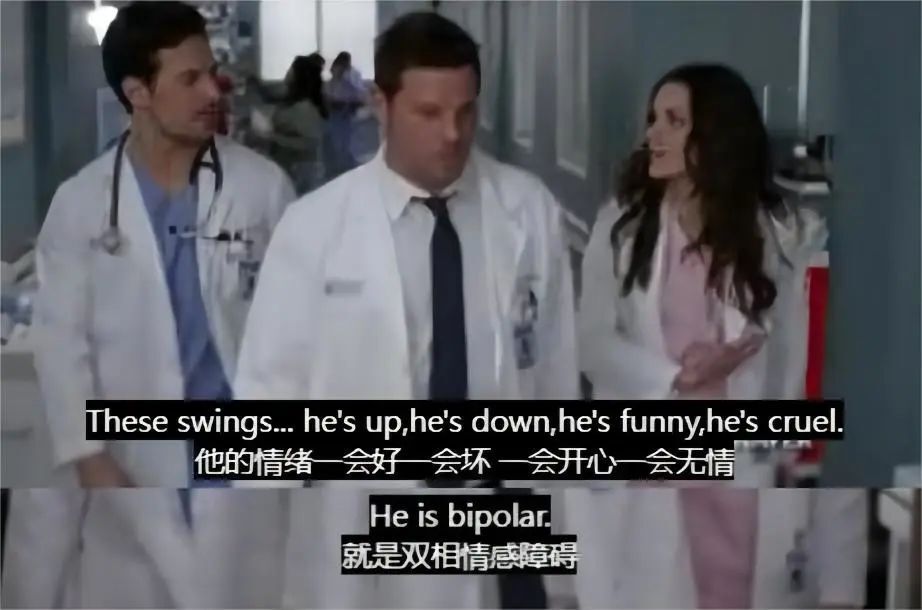 These swings... he's up,he's down,he's funny,he's cruel.
他的情绪一会好一会坏 一会开心一会无情
He is bipolar.
就是双相情感障碍